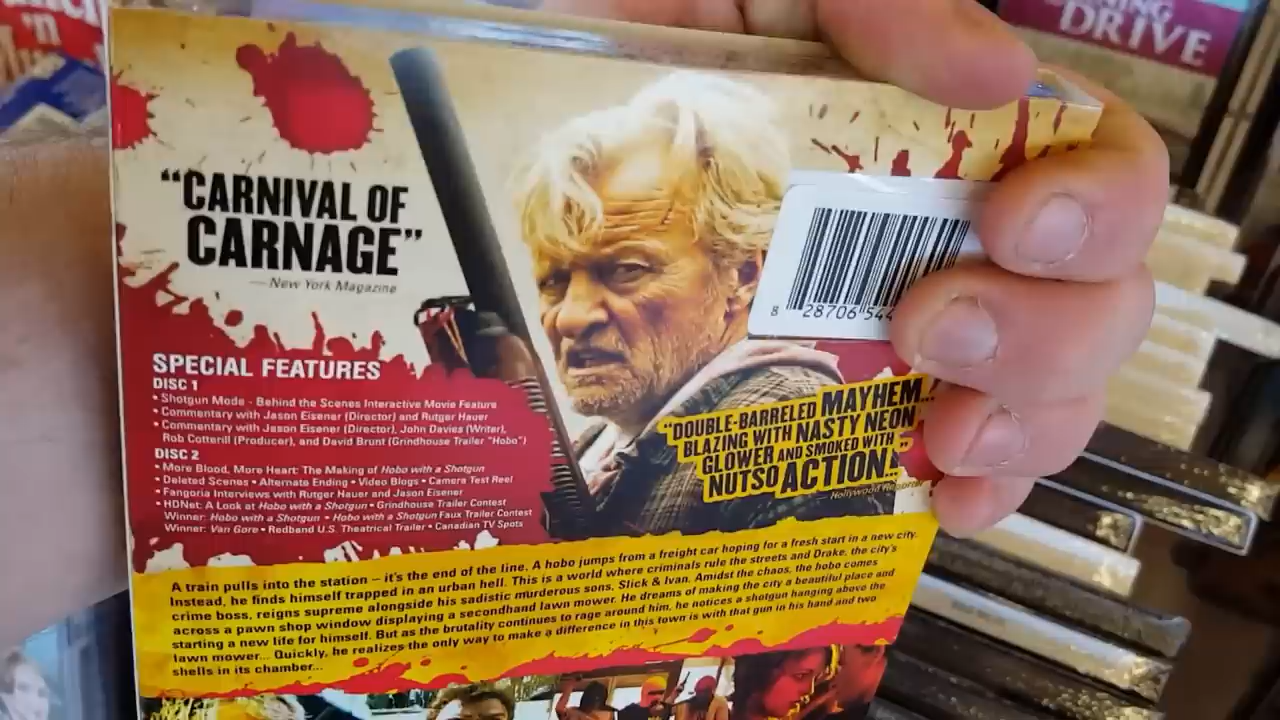 'n
DRIVE
"CARNIVAL OF
CARNAGE"
— New York Magazine
8 28706 544
SPECIAL FEATURES
DISC 1
• Shotgun Mode - Behind the Scenes Interactive Movie Feature
• Commentary with Jason Eisener (Director) and Rutger Hauer
• Commentary with Jason Eisener (Director), John Davies (Writer),
Rob Cotterill (Producer), and David Brunt (Grindhouse Trailer "Hobo")
DISC 2
• More Blood, More Heart: The Making of Hobo with a Shotgun
• Deleted Scenes • Alternate Ending • Video Blogs • Camera Test Reel
• Fangoria Interviews with Rutger Hauer and Jason Eisener
• HDNet: A Look at Hobo with a Shotgun • Grindhouse Trailer Contest
Winner: Hobo with a Shotgun • Hobo with a Shotgun Faux Trailer Contest
Winner: Van Gore • Redband U.S. Theatrical Trailer • Canadian TV Spots
"DOUBLE-BARRELED MAYHEM...
BLAZING WITH NASTY NEON
GLOWER AND SMOKED WITH
NUTSO ACTION."
— Hollywood Reporter
A train pulls into the station – it's the end of the line. A hobo jumps from a freight car hoping for a fresh start in a new city.
Instead, he finds himself trapped in an urban hell. This is a world where criminals rule the streets and Drake, the city's
crime boss, reigns supreme alongside his sadistic murderous sons, Slick & Ivan. Amidst the chaos, the hobo comes
across a pawn shop window displaying a secondhand lawn mower. He dreams of making the city a beautiful place and
starting a new life for himself. But as the brutality continues to rage around him, he notices a shotgun hanging above the
lawn mower... Quickly, he realizes the only way to make a difference in this town is with that gun in his hand and two
shells in its chamber...